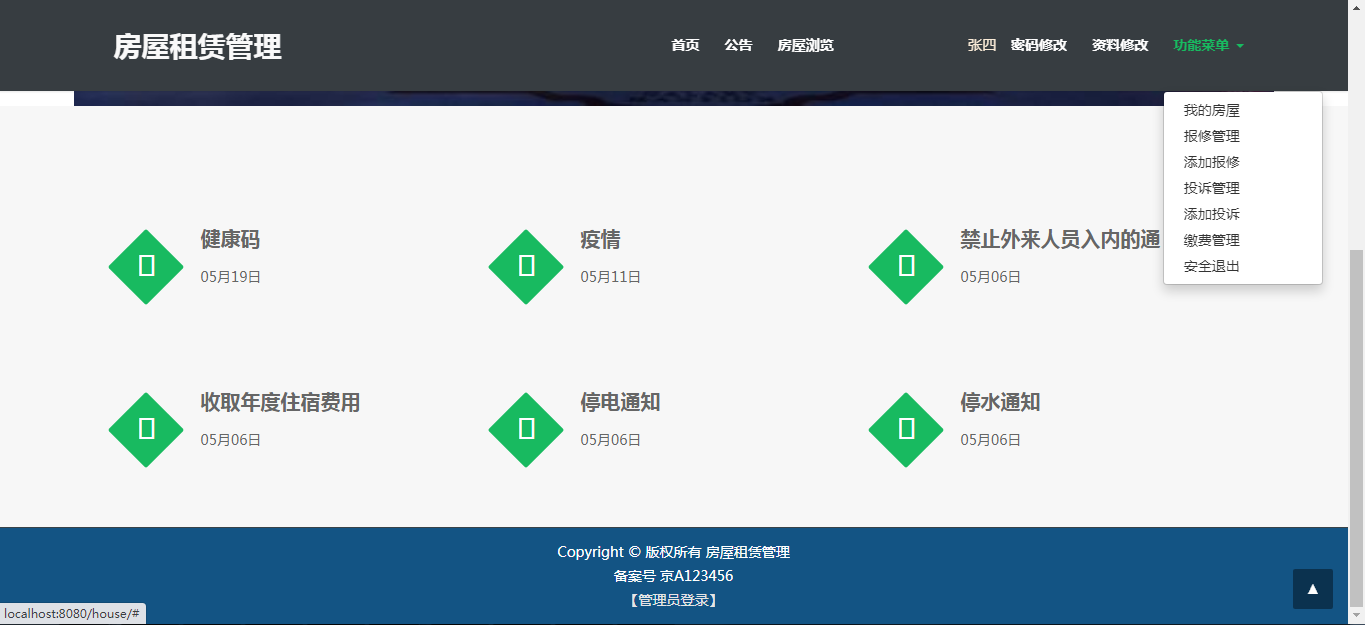 房屋租赁管理
首页 公告 房屋浏览 张四 密码修改 资料修改 功能菜单
我的房屋
报修管理
添加报修
投诉管理
添加投诉
缴费管理
安全退出
健康码
05月19日
疫情
05月11日
禁止外来人员入内的通
05月06日
收取年度住宿费用
05月06日
停电通知
05月06日
停水通知
05月06日
Copyright © 版权所有 房屋租赁管理
备案号 京A123456
【管理员登录】
localhost:8080/house/#